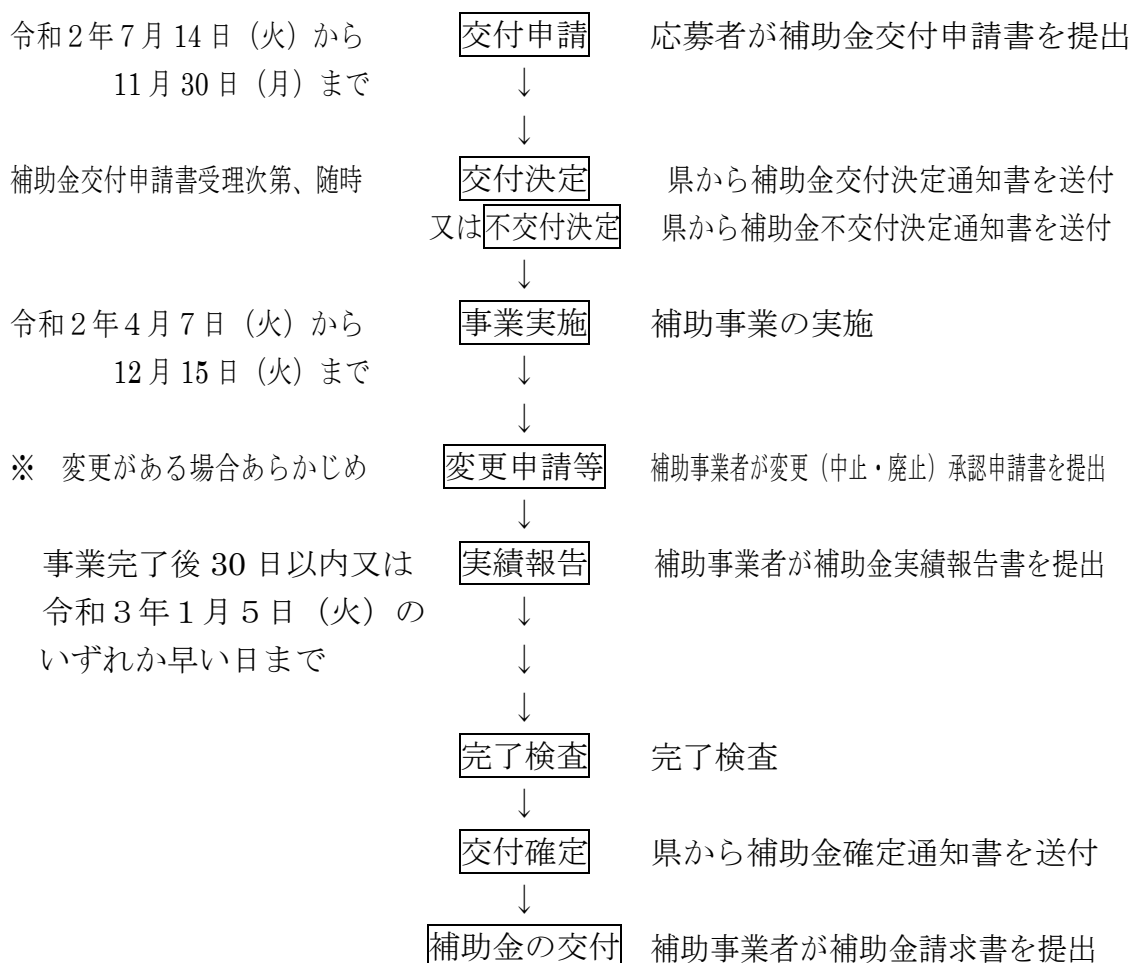 令和２年７月 14 日（火）から　交付申請　応募者が補助金交付申請書を提出
11 月 30 日（月）まで　↓
↓
補助金交付申請書受理次第、随時　交付決定　県から補助金交付決定通知書を送付
又は不交付決定　県から補助金不交付決定通知書を送付
↓
令和２年４月７日（火）から　事業実施　補助事業の実施
12 月 15 日（火）まで　↓
↓
※　変更がある場合あらかじめ　変更申請等　補助事業者が変更（中止・廃止）承認申請書を提出
↓
事業完了後 30 日以内又は　実績報告　補助事業者が補助金実績報告書を提出
令和３年１月５日（火）の　↓
いずれか早い日まで　↓
↓
完了検査　完了検査
↓
交付確定　県から補助金確定通知書を送付
↓
補助金の交付　補助事業者が補助金請求書を提出